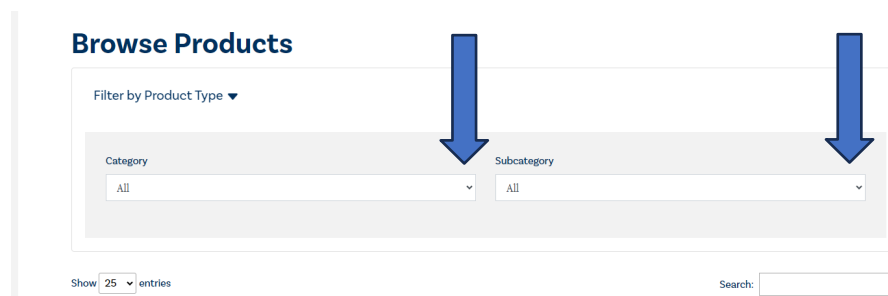 Browse Products
Filter by Product Type
Category Subcategory
All All
Show 25 entries Search: